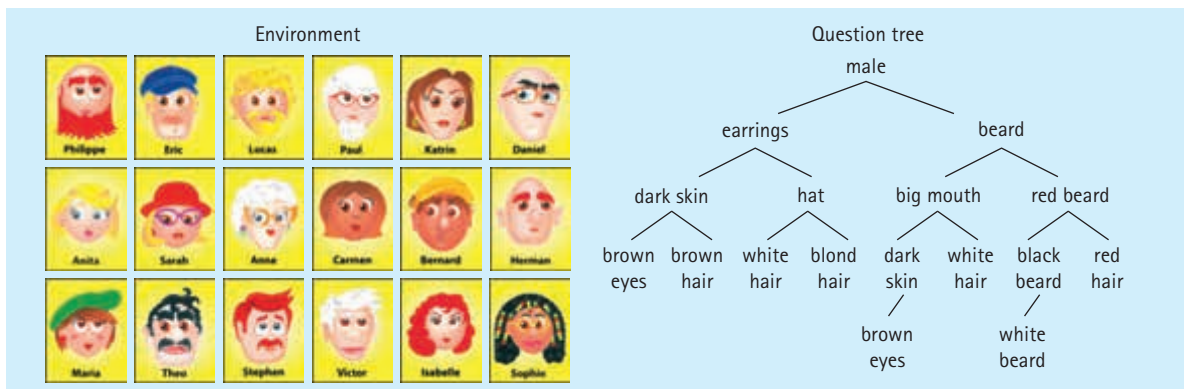 Environment
Philippe Eric Lucas Paul Katrin Daniel
Anita Sarah Anne Carmen Bernard Herman
Maria Theo Stephen Victor Isabelle Sophie
Question tree
male
earrings beard
dark skin hat big mouth red beard
brown brown white blond dark white black red
eyes hair hair hair skin hair beard hair
brown white
eyes beard